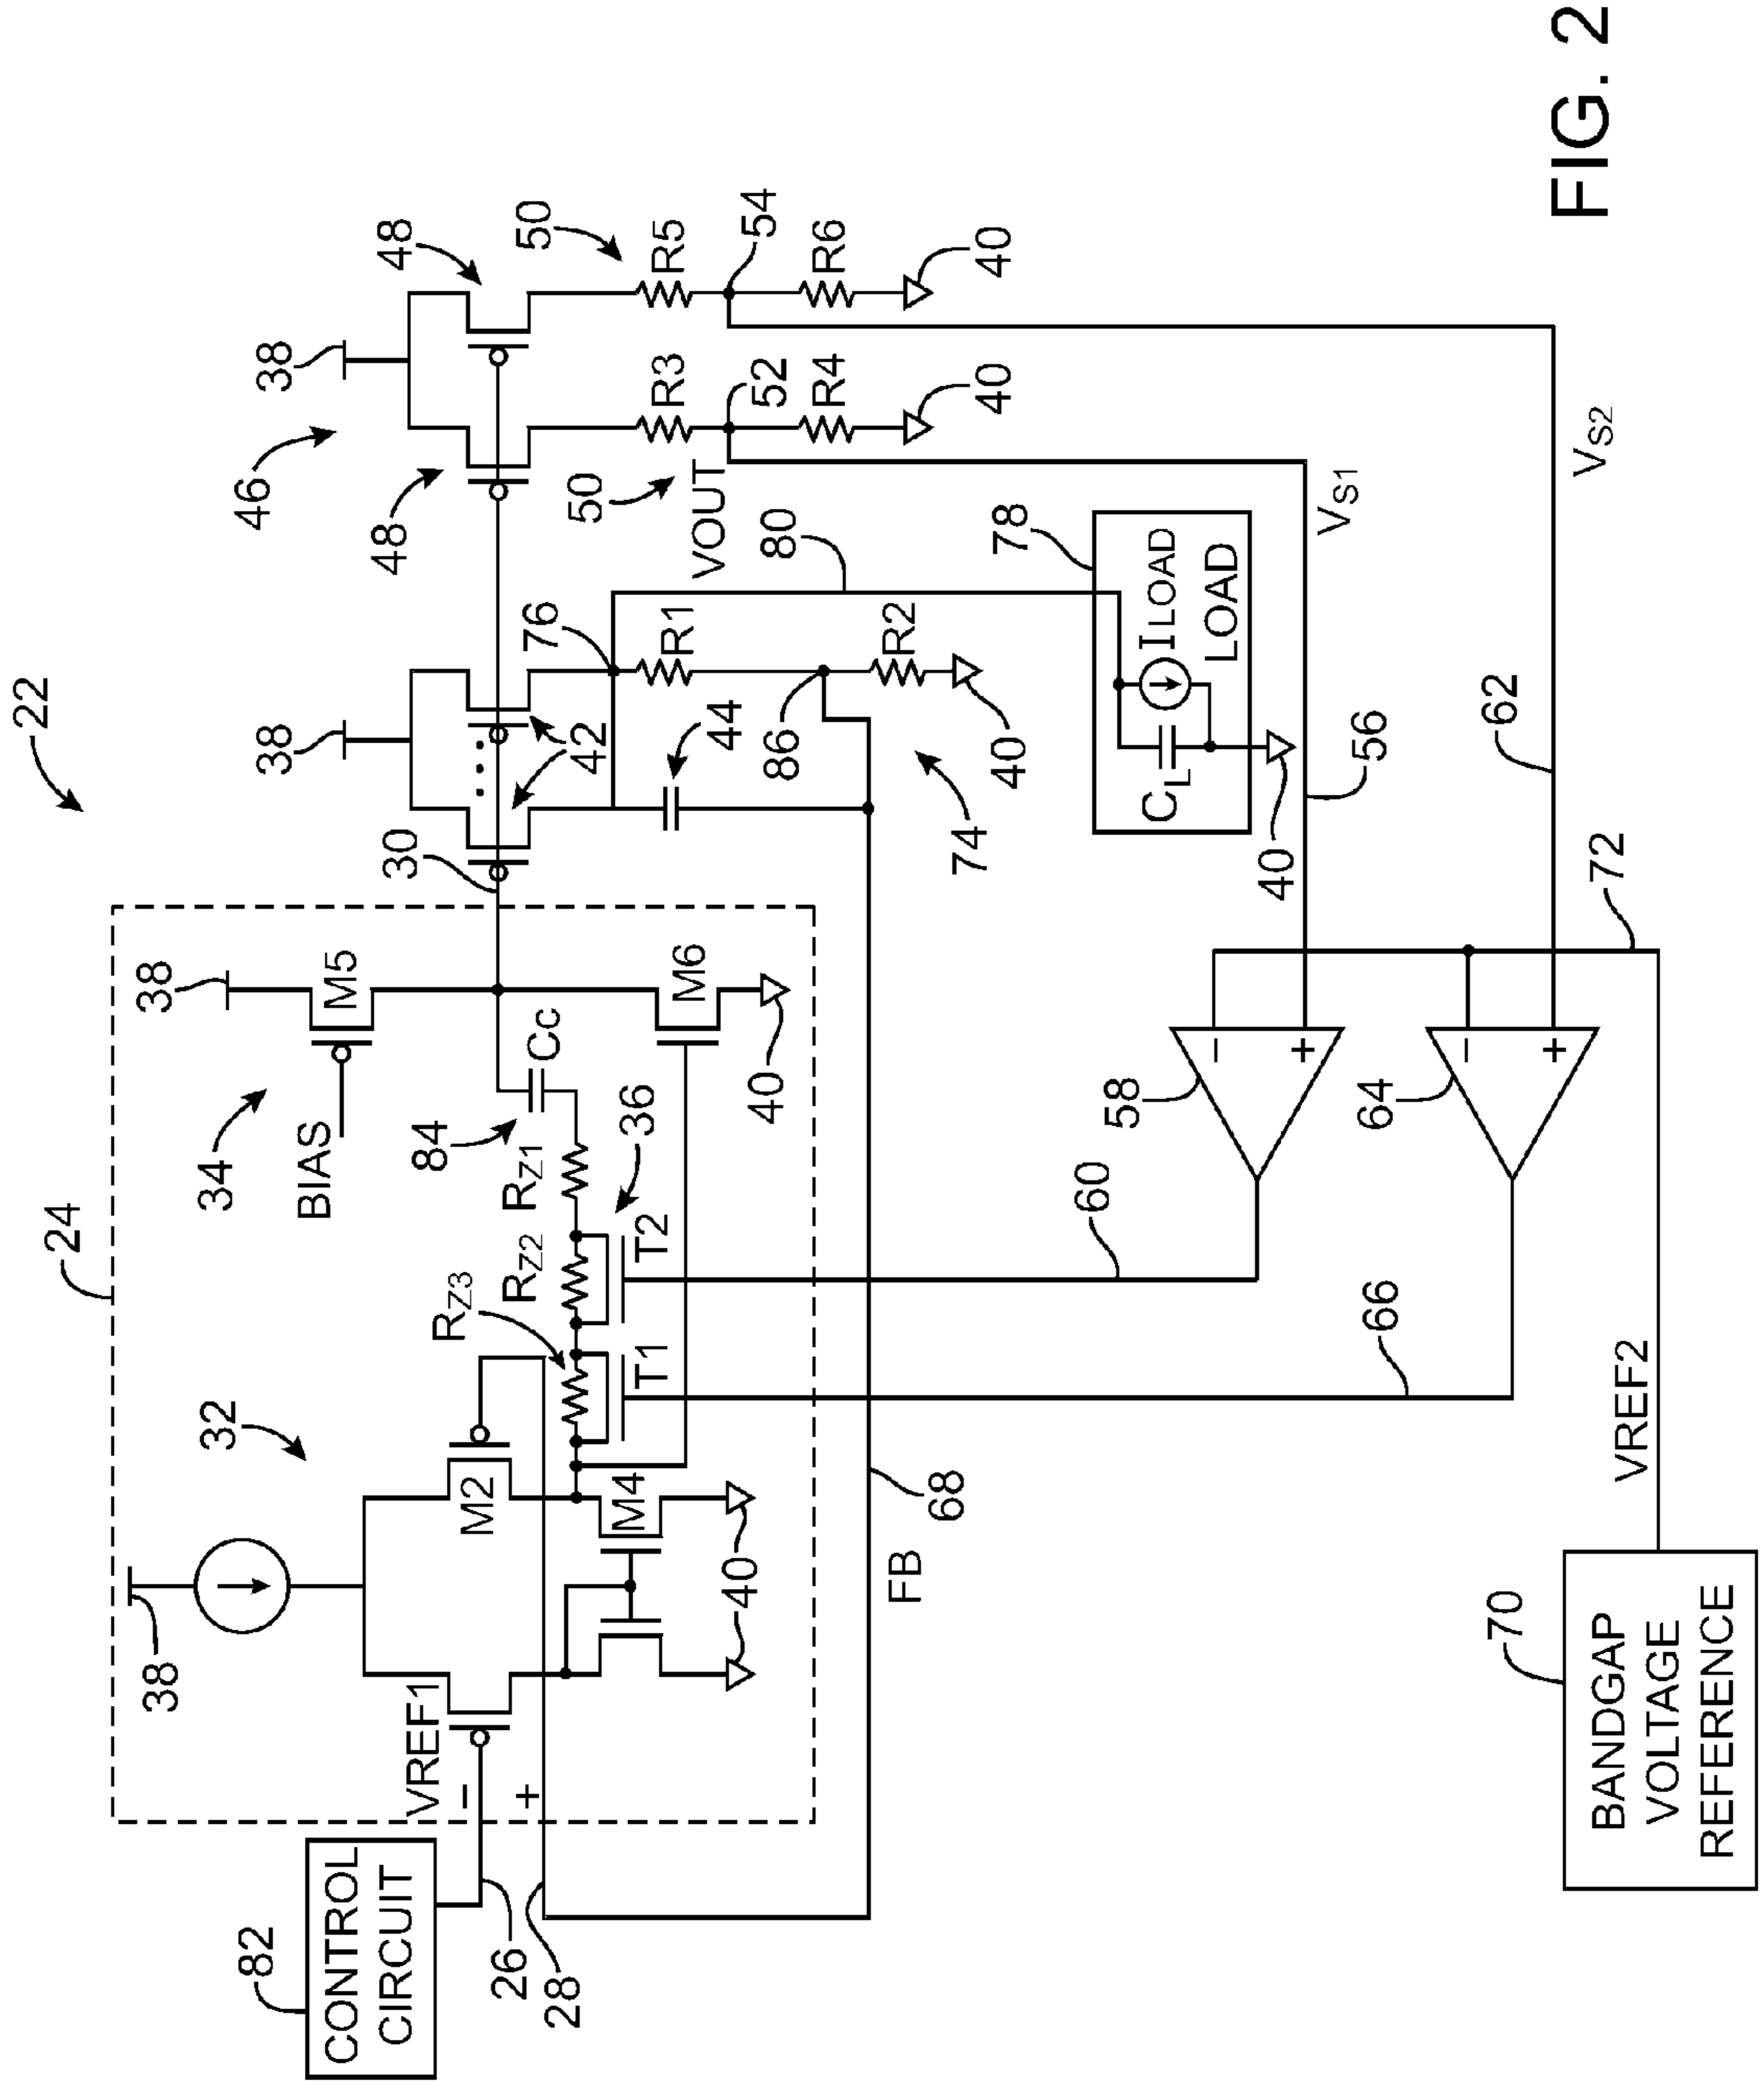 22
24
38
38
34
32
46
82
38
38
BIAS
M5
CONTROL
CIRCUIT
48
48
30
VREF1
84
RZ3
−
M2
26
RZ2
RZ1
+
Cc
76
50
28
50
42
M4
36
T1
T2
R1
R3
R5
M6
VOUT
44
40
40
54
52
86
80
R4
R6
R2
FB
68
74
40
40
40
78
60
58
CL
ILOAD
LOAD
−
+
40
VS1
56
66
64
−
+
62
70
VS2
72
VREF2
BANDGAP
VOLTAGE
REFERENCE
FIG. 2